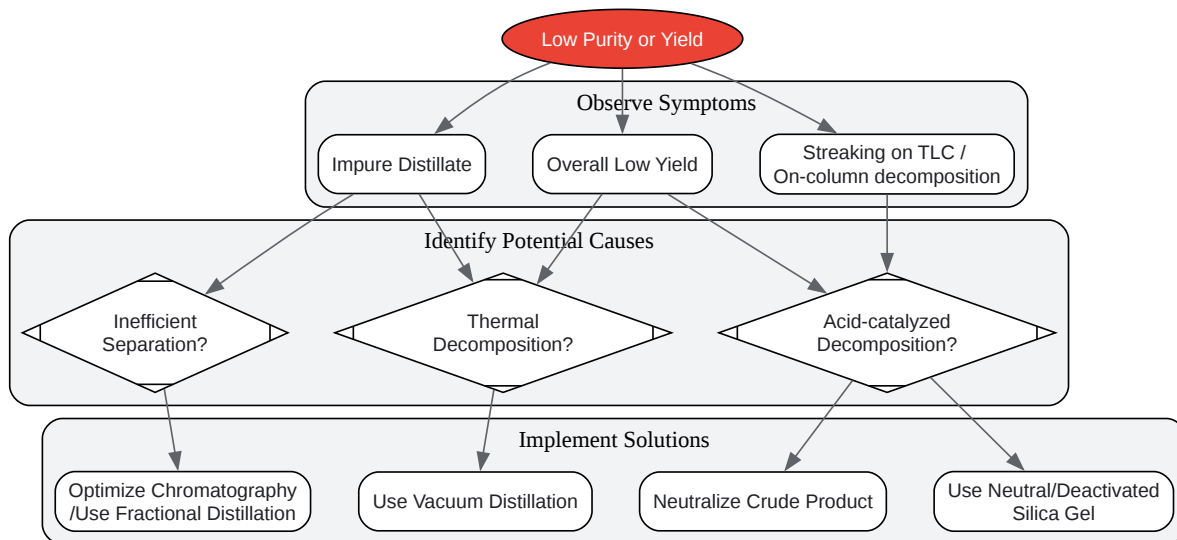 Low Purity or Yield
Observe Symptoms
Impure Distillate
Overall Low Yield
Streaking on TLC /
On-column decomposition
Identify Potential Causes
Inefficient
Separation?
Thermal
Decomposition?
Acid-catalyzed
Decomposition?
Implement Solutions
Optimize Chromatography
/Use Fractional Distillation
Use Vacuum Distillation
Neutralize Crude Product
Use Neutral/Deactivated
Silica Gel